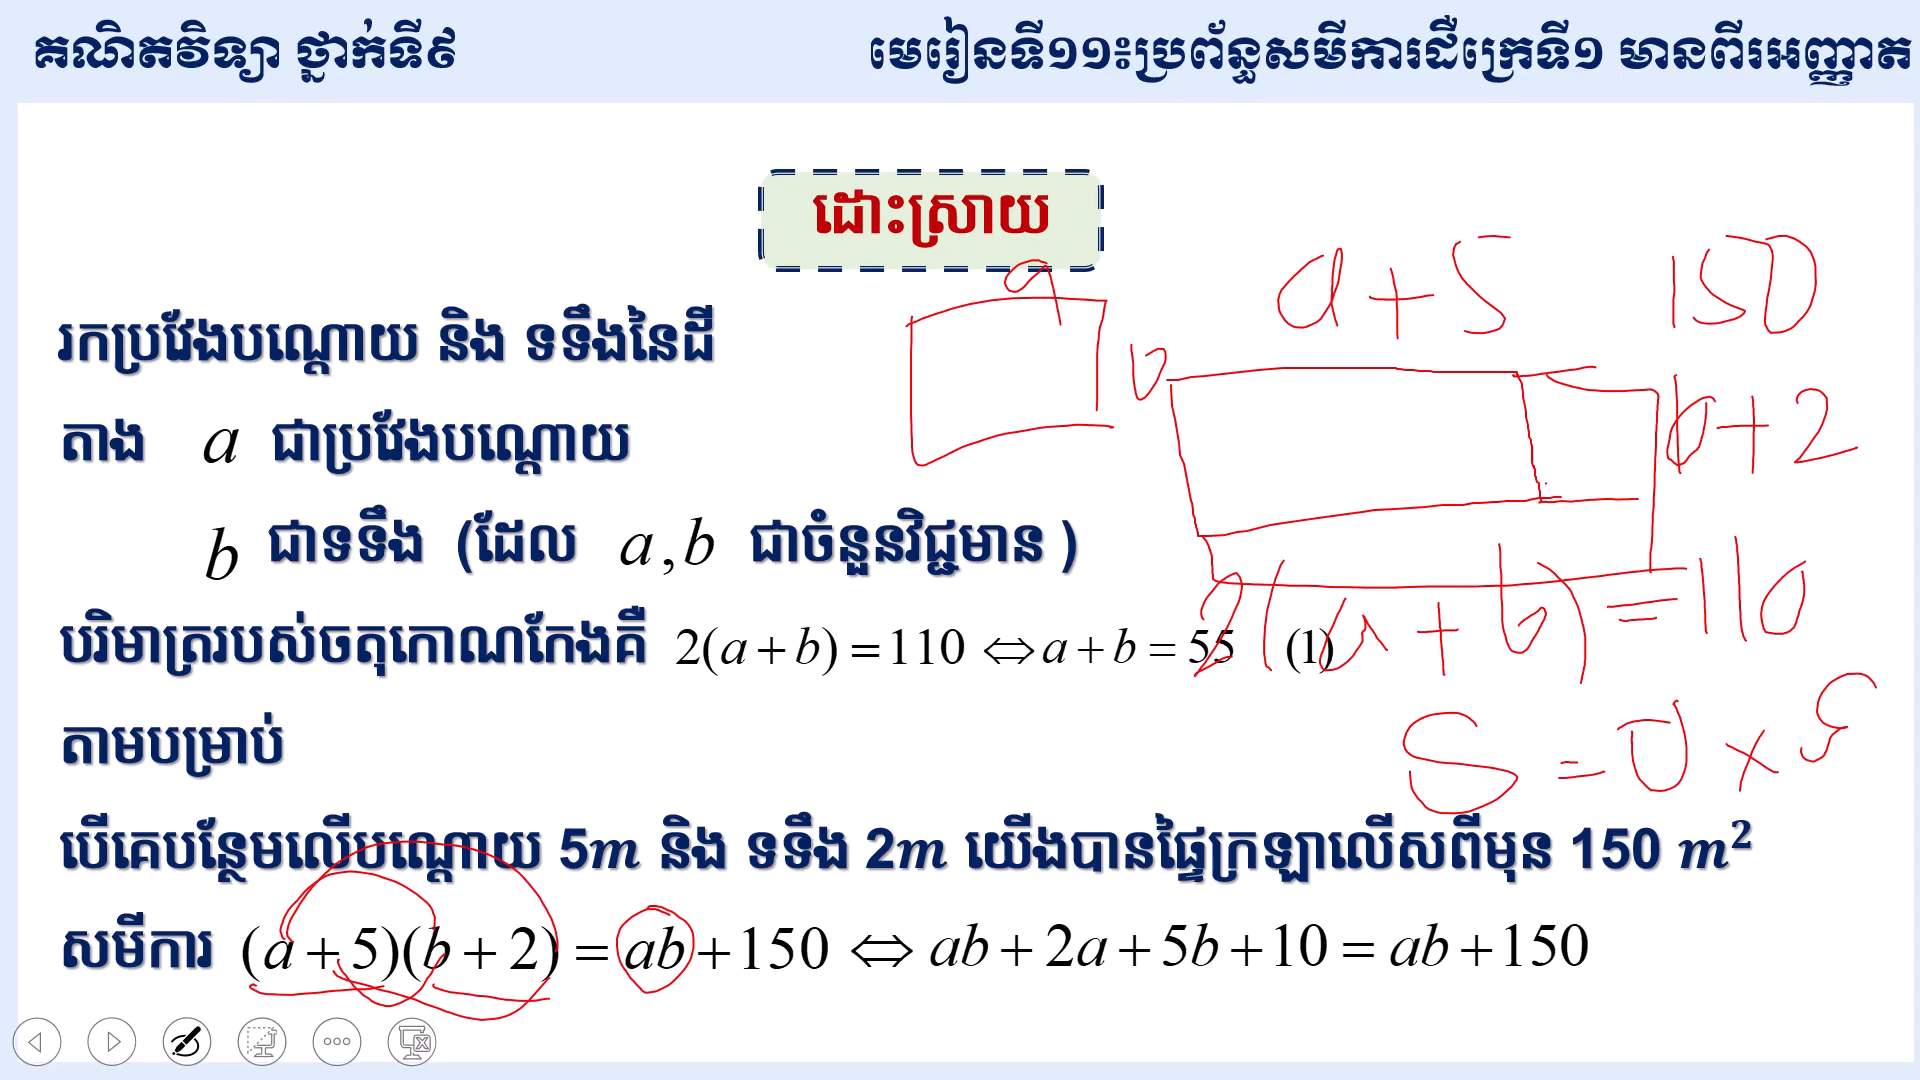 គណិតវិទ្យា ថ្នាក់ទី៩
មេរៀនទី១១៖ប្រព័ន្ធសមីការដឺក្រេទី១ មានពីរអញ្ញាត
ដោះស្រាយ
a
b
a+5
150
b+2
រកប្រវែងបណ្ដោយ និង ទទឹងនៃដី
តាង a ជាប្រវែងបណ្ដោយ
b ជាទទឹង (ដែល a,b ជាចំនួនវិជ្ជមាន )
បរិមាត្ររបស់ចតុកោណកែងគឺ 2(a+b)=110 ⇔ a+b=55 (1)
2(a+b)=110
តាមបម្រាប់
បើគេបន្ថែមលើបណ្ដោយ 5m និង ទទឹង 2m យើងបានផ្ទៃក្រឡាលើសពីមុន 150 m²
សមីការ (a+5)(b+2)=ab+150 ⇔ ab+2a+5b+10=ab+150